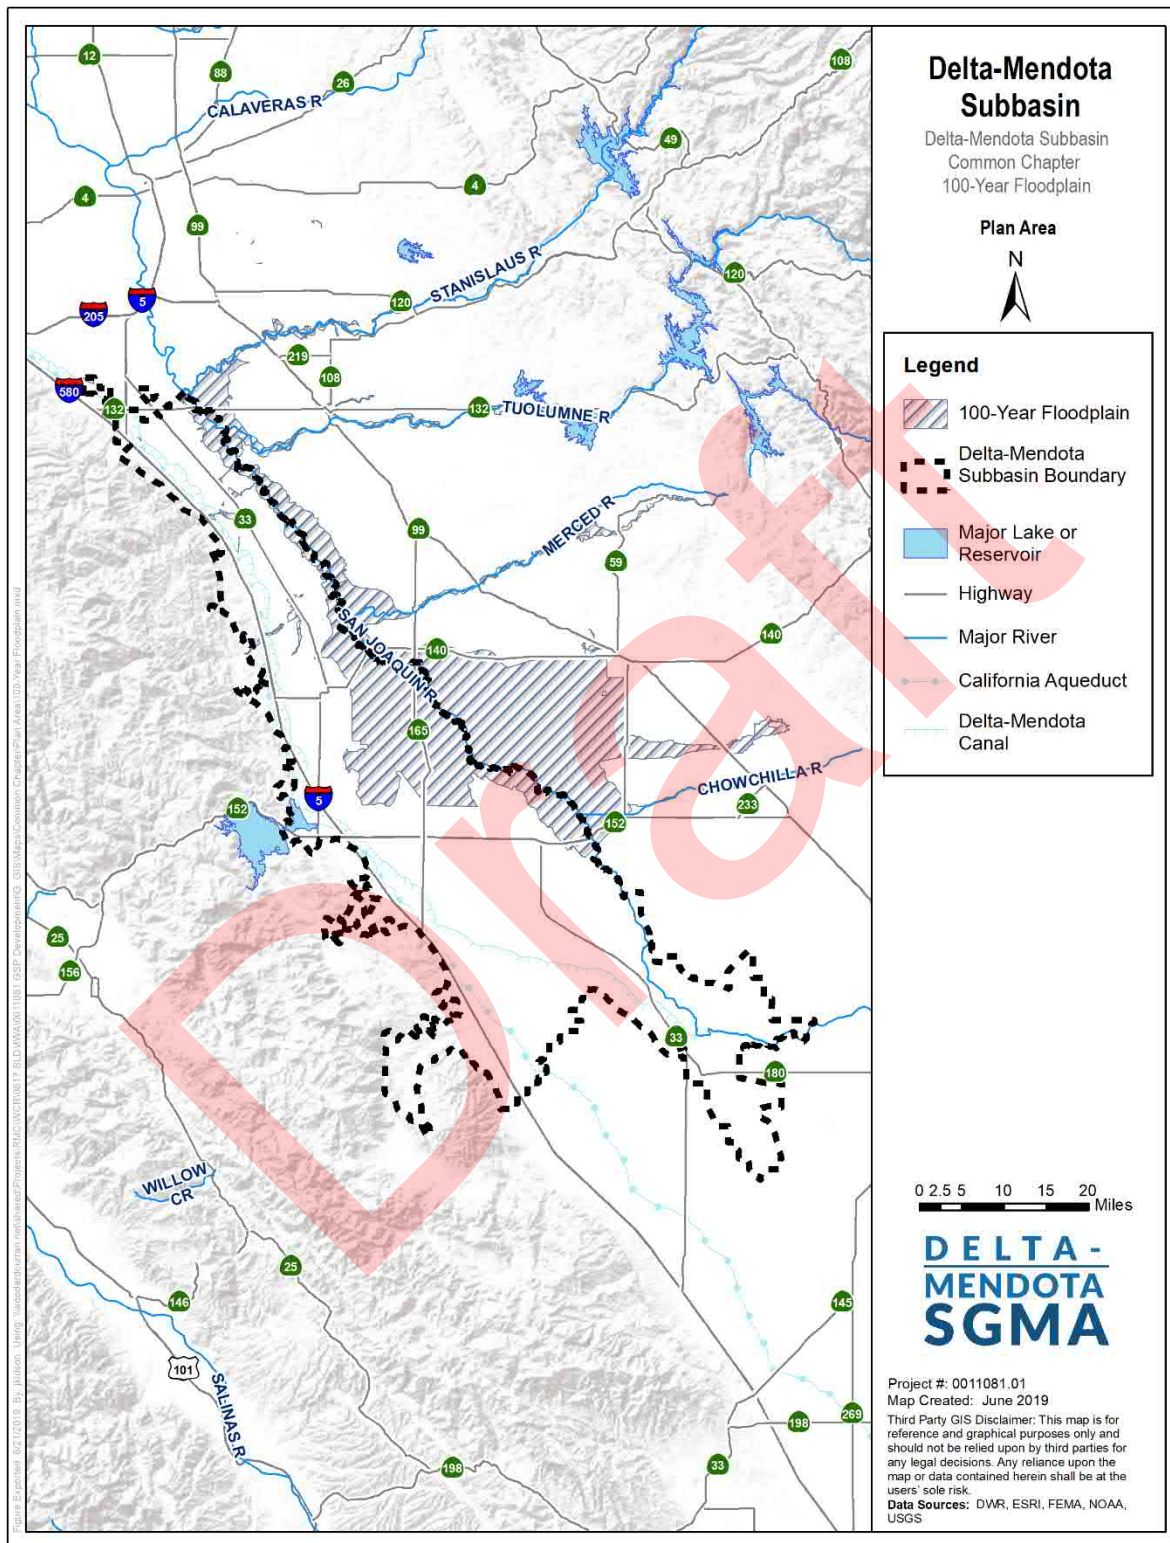 Delta-Mendota
Subbasin
Delta-Mendota Subbasin
Common Chapter
100-Year Floodplain
Plan Area
N
Legend
100-Year Floodplain
Delta-Mendota
Subbasin Boundary
Major Lake or
Reservoir
Highway
Major River
California Aqueduct
Delta-Mendota
Canal
0 2.5 5 10 15 20
Miles
DELTA-
MENDOTA
SGMA
Project #: 0011081.01
Map Created: June 2019
Third Party GIS Disclaimer: This map is for
reference and graphical purposes only and
should not be relied upon by third parties for
any legal decisions. Any reliance upon the
map or data contained herein shall be at the
users' sole risk.
Data Sources: DWR, ESRI, FEMA, NOAA,
USGS
12
88
26
108
CALAVERAS R
49
4
4
99
STANISLAUS R
120
120
5
205
219
108
580
132
132
TUOLUMNE R
33
99
MERCED R
59
SAN JOAQUIN R
140
140
165
CHOWCHILLA R
233
5
152
152
25
156
33
180
WILLOW
CR
25
146
145
101
SALINAS R
198
269
198
33
Draft